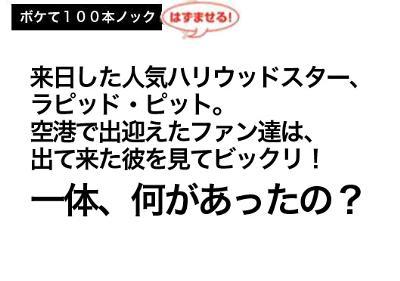 ボケて１００本ノック
はずませる!
来日した人気ハリウッドスター、
ラピッド・ピット。
空港で出迎えたファン達は、
出て来た彼を見てビックリ！
一体、何があったの？